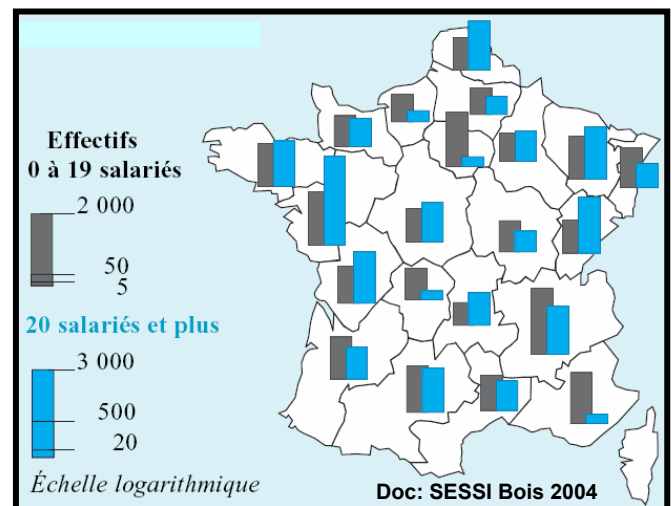 Effectifs
0 à 19 salariés
2 000
50
5
20 salariés et plus
3 000
500
20
Échelle logarithmique
Doc: SESSI Bois 2004